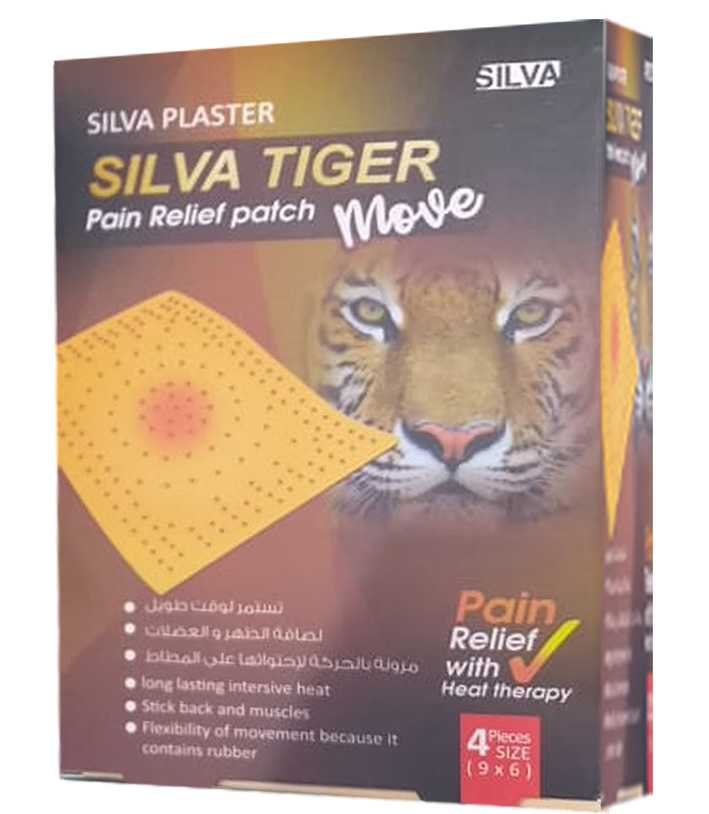 SILVA
SILVA PLASTER
SILVA TIGER
Pain Relief patch Move
تستمر لوقت طويل
لصاقة الظهر و العضلات
مرونة بالحركة لإحتوائها على المطاط
long lasting intersive heat
Stick back and muscles
Flexibility of movement because it
contains rubber
Pain
Relief
with
Heat therapy
4 Pieces
SIZE
( 9 x 6 )